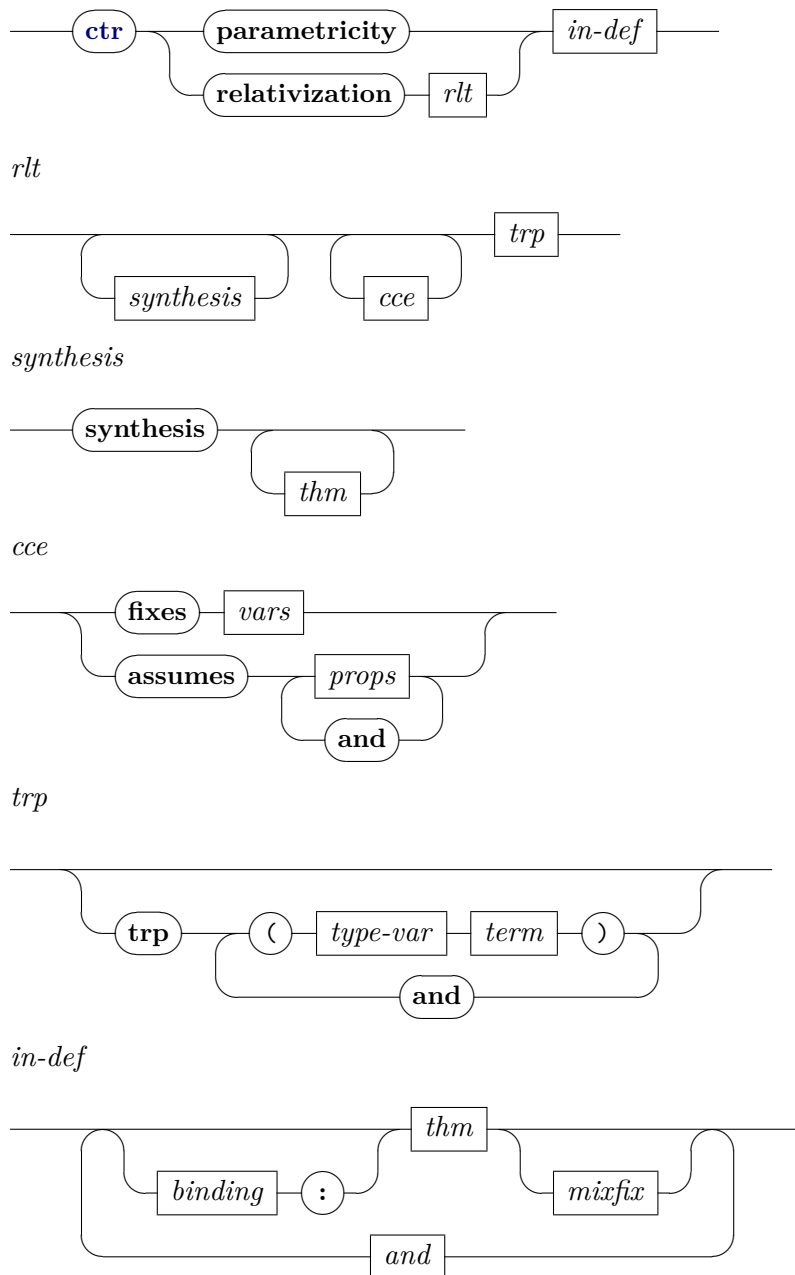 ctr parametricity in-def
relativization rlt
rlt
trp
synthesis cce
synthesis
synthesis
thm
cce
fixes vars
assumes props
and
trp
trp ( type-var term )
and
in-def
thm
binding : mixfix
and